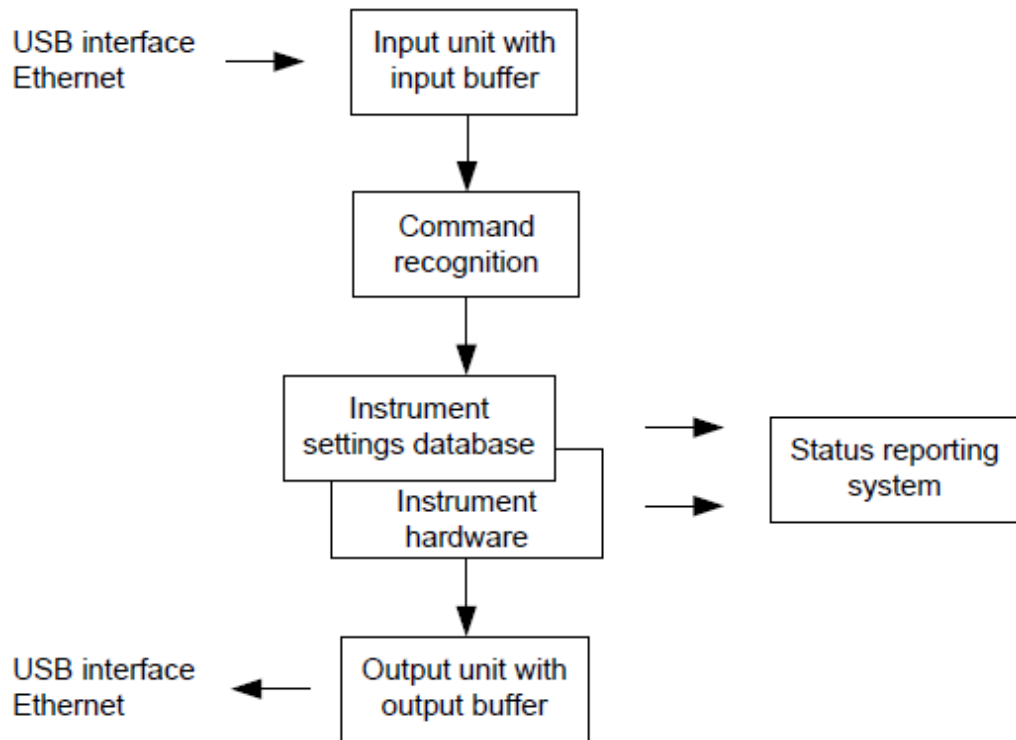 USB interface
Ethernet
Input unit with
input buffer
Command
recognition
Instrument
settings database
Instrument
hardware
Status reporting
system
USB interface
Ethernet
Output unit with
output buffer